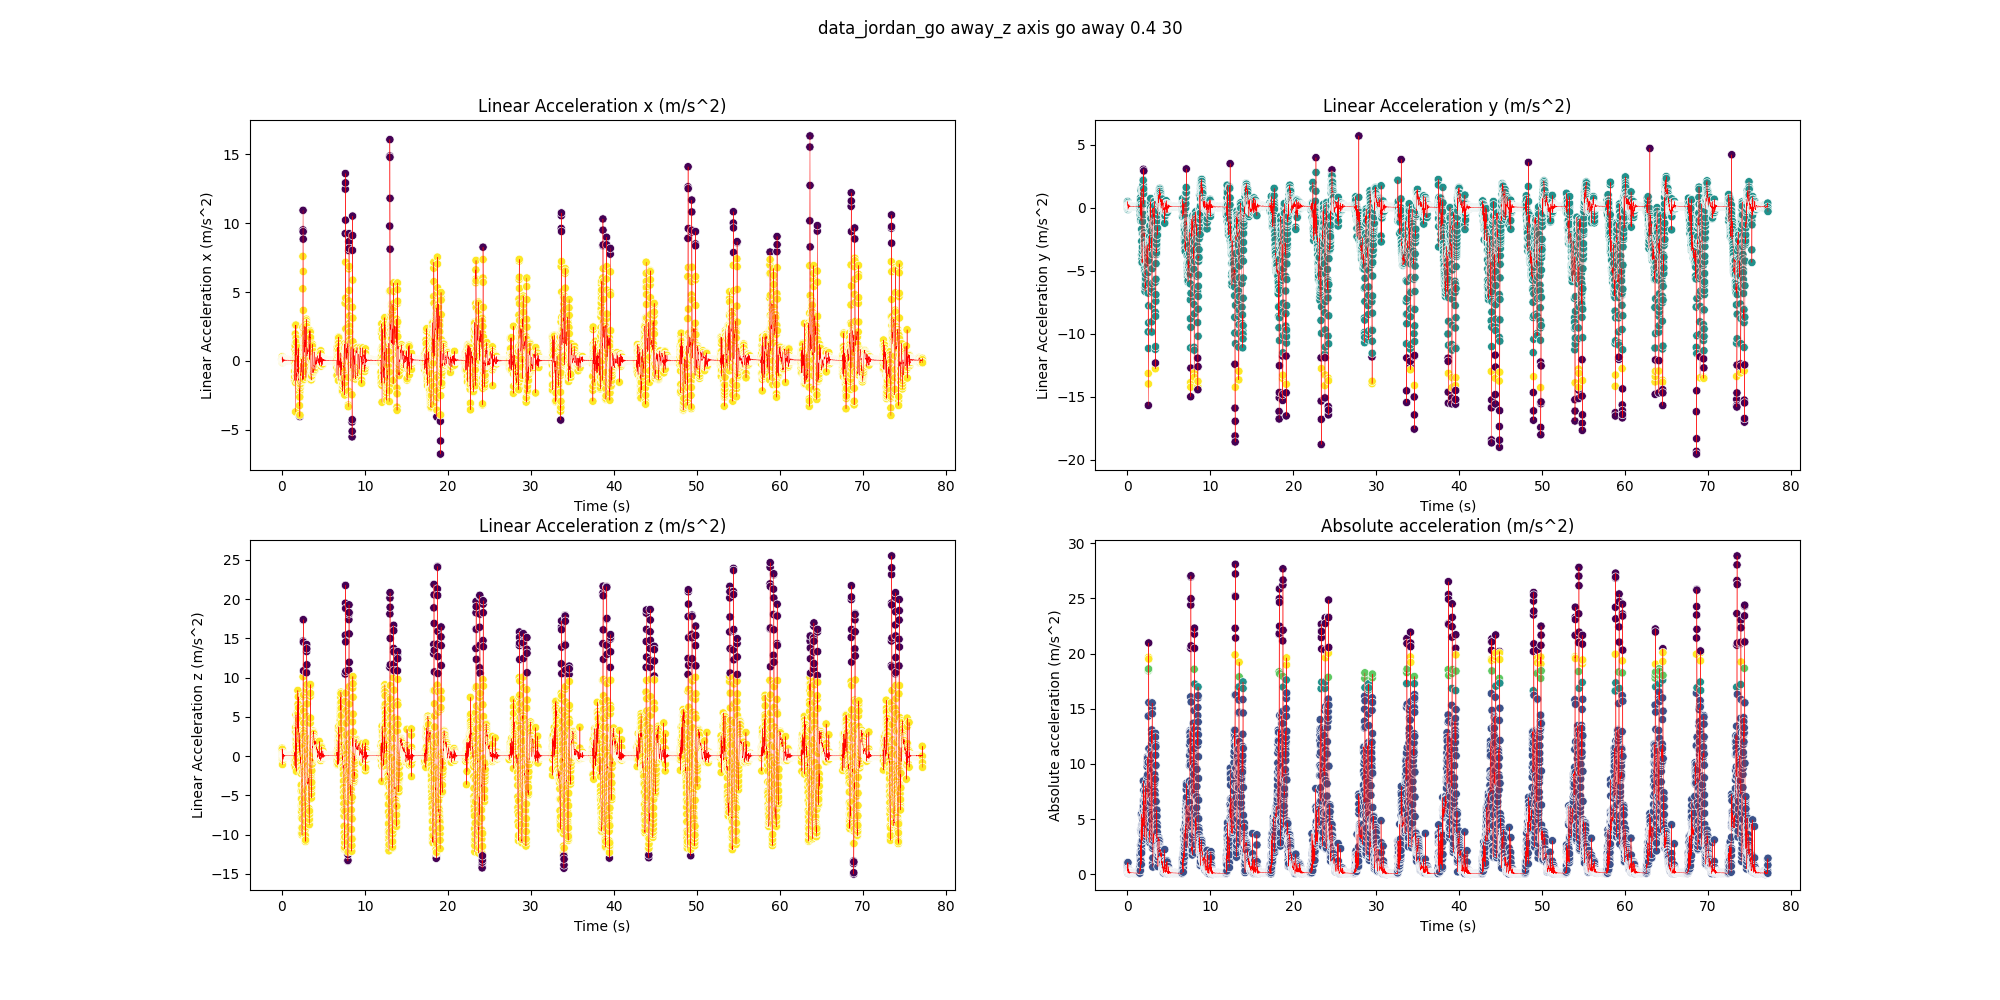 data_jordan_go away_z axis go away 0.4 30
Linear Acceleration x (m/s^2)
Linear Acceleration x (m/s^2)
15
10
5
0
−5
0 10 20 30 40 50 60 70 80
Time (s)
Linear Acceleration y (m/s^2)
Linear Acceleration y (m/s^2)
5
0
−5
−10
−15
−20
0 10 20 30 40 50 60 70 80
Time (s)
Linear Acceleration z (m/s^2)
Linear Acceleration z (m/s^2)
25
20
15
10
5
0
−5
−10
−15
0 10 20 30 40 50 60 70 80
Time (s)
Absolute acceleration (m/s^2)
Absolute acceleration (m/s^2)
30
25
20
15
10
5
0
0 10 20 30 40 50 60 70 80
Time (s)